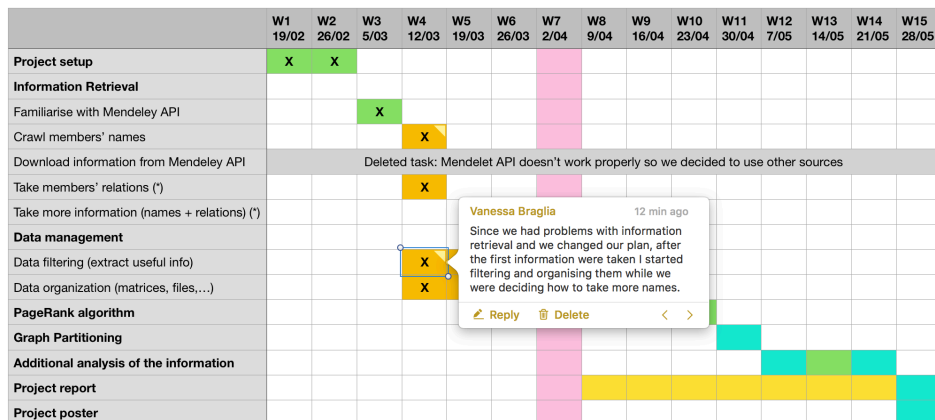 W1 W2 W3 W4 W5 W6 W7 W8 W9 W10 W11 W12 W13 W14 W15
19/02 26/02 5/03 12/03 19/03 26/03 2/04 9/04 16/04 23/04 30/04 7/05 14/05 21/05 28/05
Project setup X X
Information Retrieval
Familiarise with Mendeley API X
Crawl members’ names X
Download information from Mendeley API Deleted task: Mendelet API doesn’t work properly so we decided to use other sources
Take members’ relations (*) X
Take more information (names + relations) (*)
Data management
Data filtering (extract useful info) X
Data organization (matrices, files,…) X
PageRank algorithm
Graph Partitioning
Additional analysis of the information
Project report
Project poster
Vanessa Braglia 12 min ago
Since we had problems with information
retrieval and we changed our plan, after
the first information were taken I started
filtering and organising them while we
were deciding how to take more names.
Reply Delete